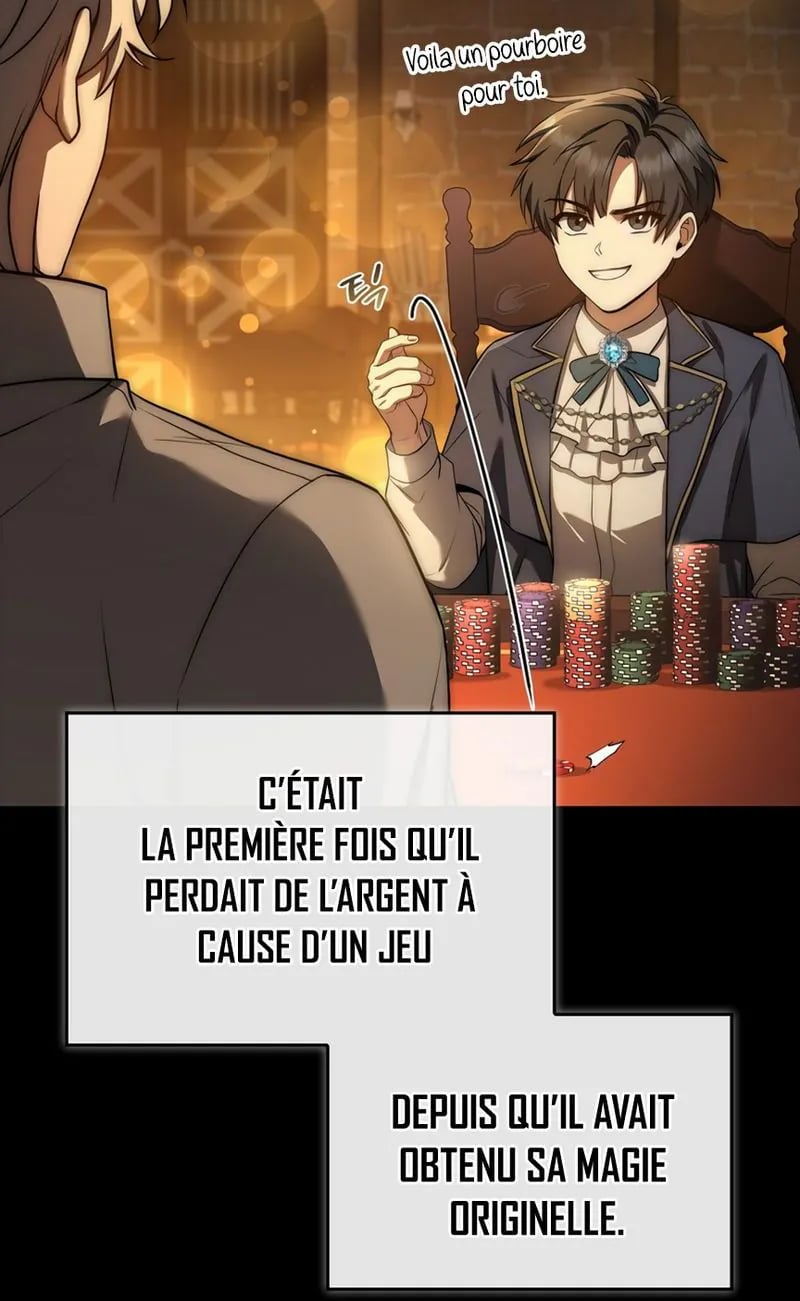 Voila un pourboire
pour toi.
C'ÉTAIT
LA PREMIÈRE FOIS QU'IL
PERDAIT DE L'ARGENT À
CAUSE D'UN JEU
DEPUIS QU'IL AVAIT
OBTENU SA MAGIE
ORIGINELLE.